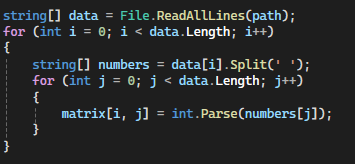 string[] data = File.ReadAllLines(path);
for (int i = 0; i < data.Length; i++)
{
    string[] numbers = data[i].Split(' ');
    for (int j = 0; j < data.Length; j++)
    {
        matrix[i, j] = int.Parse(numbers[j]);
    }
}